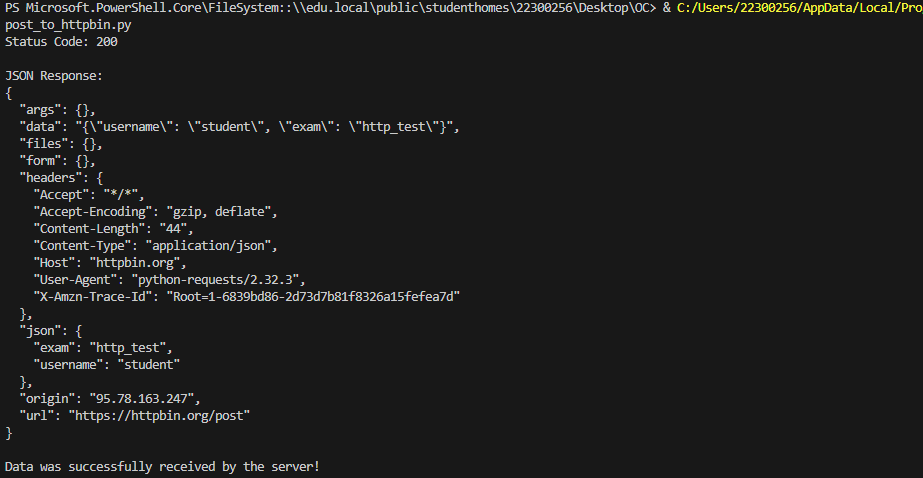 PS Microsoft.PowerShell.Core\FileSystem::\\edu.local\public\studenthomes\22300256\Desktop\OC> & C:/Users/22300256/AppData/Local/Pro
post_to_httpbin.py
Status Code: 200
JSON Response:
{
  "args": {},
  "data": "{\"username\": \"student\", \"exam\": \"http_test\"}",
  "files": {},
  "form": {},
  "headers": {
    "Accept": "*/*",
    "Accept-Encoding": "gzip, deflate",
    "Content-Length": "44",
    "Content-Type": "application/json",
    "Host": "httpbin.org",
    "User-Agent": "python-requests/2.32.3",
    "X-Amzn-Trace-Id": "Root=1-6839bd86-2d73d7b81f8326a15fefea7d"
  },
  "json": {
    "exam": "http_test",
    "username": "student"
  },
  "origin": "95.78.163.247",
  "url": "https://httpbin.org/post"
}
Data was successfully received by the server!